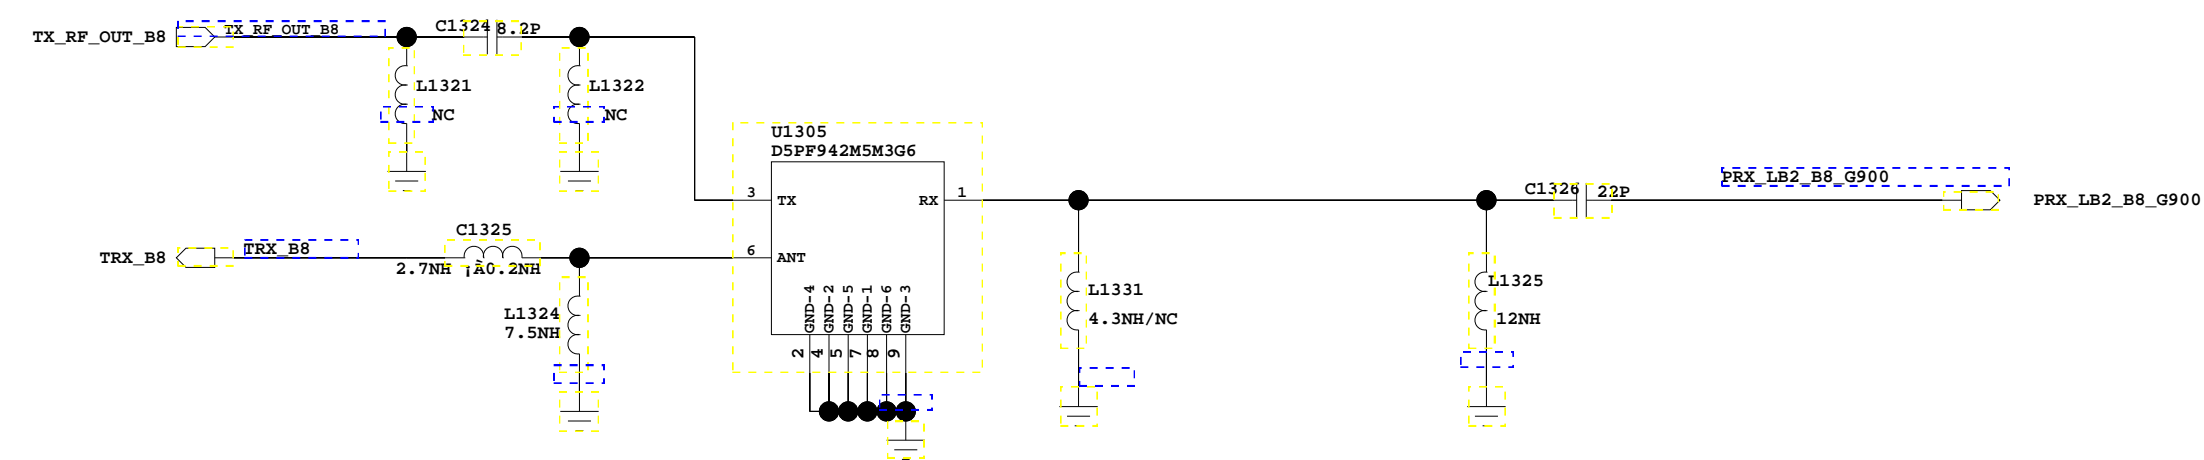 TX_RF_OUT_B8
TX_RF_OUT_B8
C1324
8.2P
L1321
NC
L1322
NC
U1305
D5PF942M5M3G6
3
TX
RX
1
6
ANT
GND-4
GND-2
GND-5
GND-1
GND-6
GND-3
2
4
5
7
8
9
TRX_B8
TRX_B8
C1325
2.7NH ¡À0.2NH
L1324
7.5NH
L1331
4.3NH/NC
L1325
12NH
C1326
22P
PRX_LB2_B8_G900
PRX_LB2_B8_G900